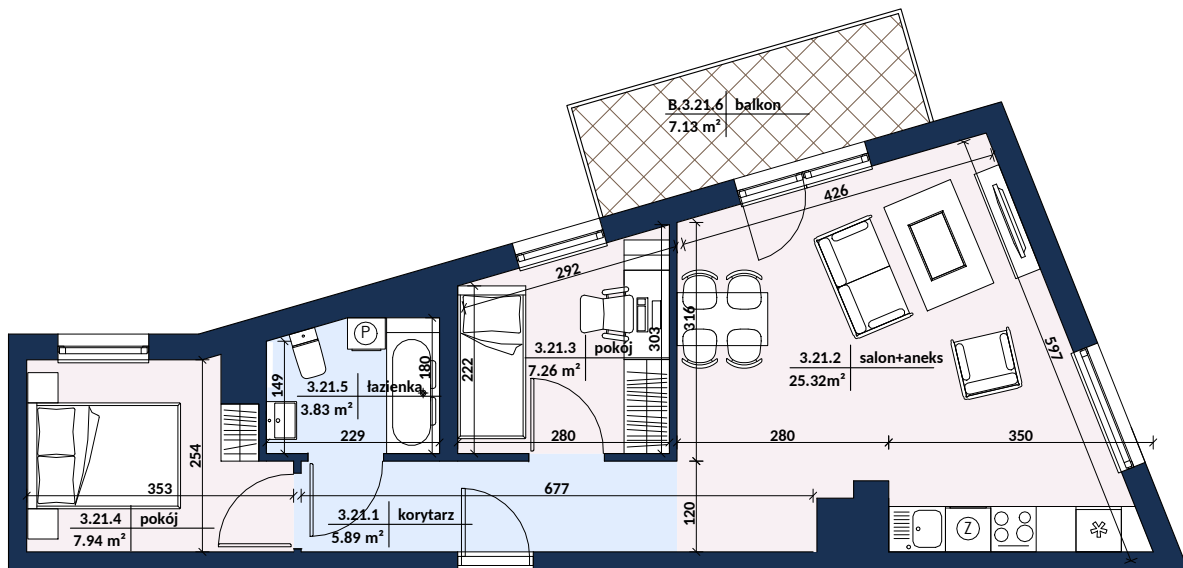 B.3.21.6 balkon
7.13 m²
426
292
316
303
597
3.21.3 pokój
7.26 m²
3.21.2 salon+aneks
25.32m²
P
180
222
149
3.21.5 łazienka
3.83 m²
229
280
280
350
254
353
677
120
3.21.4 pokój
7.94 m²
3.21.1 korytarz
5.89 m²
Z